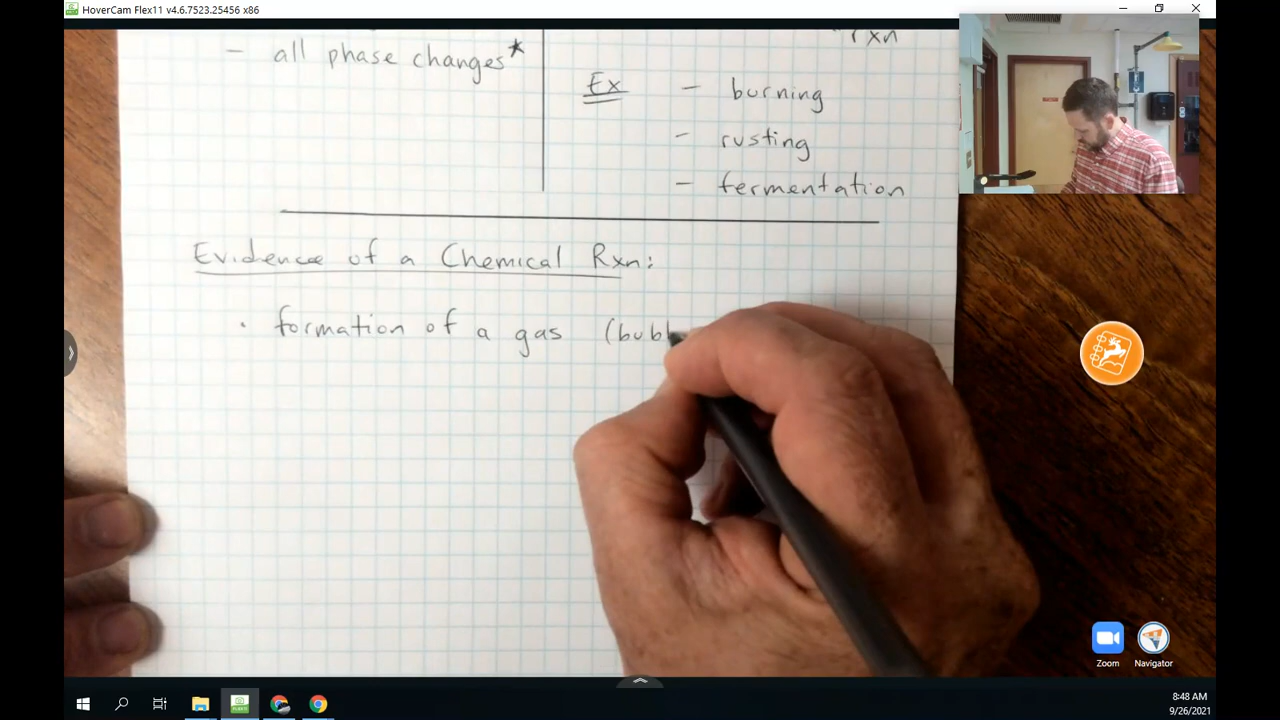 HoverCam Flex11 v4.6.7523.25456 x86
rxn
- all phase changes*
Ex - burning
- rusting
- fermentation
Evidence of a Chemical Rxn:
· formation of a gas (bubb
Zoom
Navigator
8:48 AM
9/26/2021